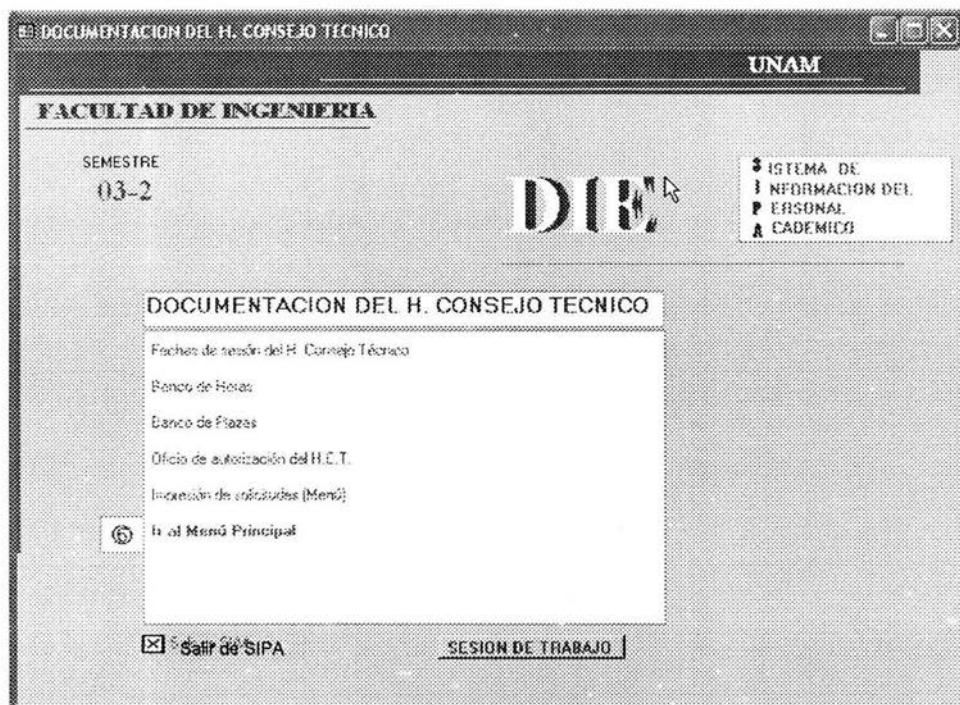 DOCUMENTACION DEL H. CONSEJO TECNICO
UNAM
FACULTAD DE INGENIERIA
SEMESTRE
03-2
DIE
SISTEMA DE
INFORMACION DEL
PERSONAL
ACADEMICO
DOCUMENTACION DEL H. CONSEJO TECNICO
Fechas de sesión del H. Consejo Técnico
Banco de Horas
Banco de Plazas
Oficio de autorización del H.C.T.
Impresión de solicitudes (Menú)
6 Ir al Menú Principal
Salir de SIPA
SESION DE TRABAJO